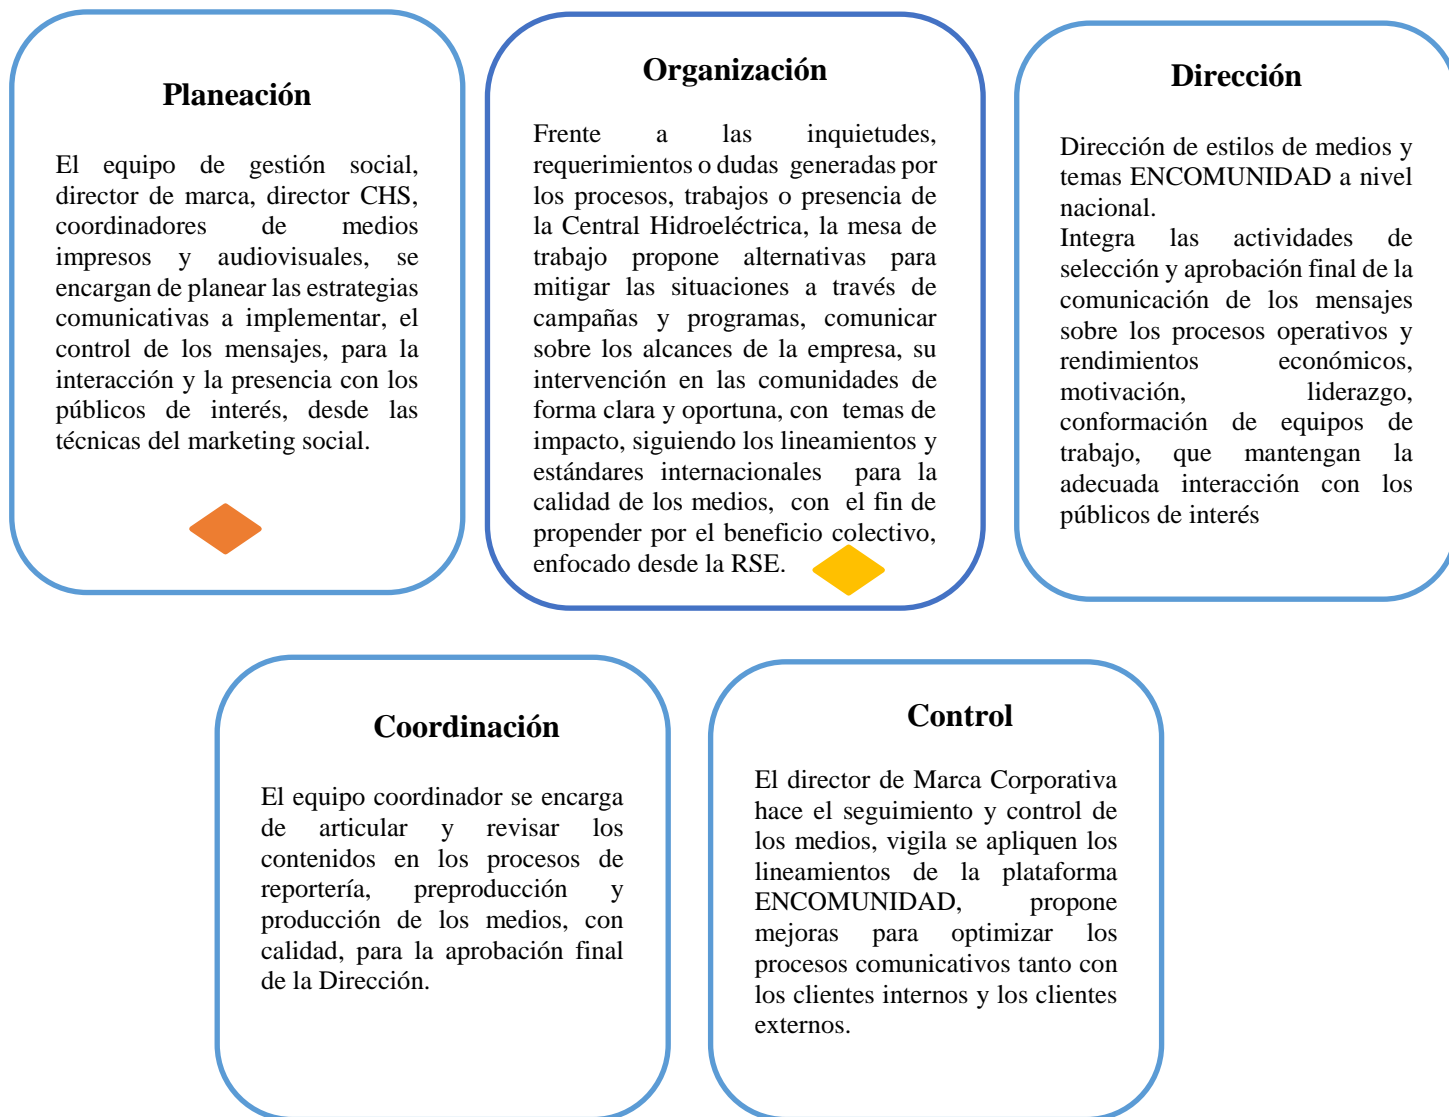 Planeación
El equipo de gestión social,
director de marca, director CHS,
coordinadores de medios
impresos y audiovisuales, se
encargan de planear las estrategias
comunicativas a implementar, el
control de los mensajes, para la
interacción y la presencia con los
públicos de interés, desde las
técnicas del marketing social.
Organización
Frente a las inquietudes,
requerimientos o dudas generadas por
los procesos, trabajos o presencia de
la Central Hidroeléctrica, la mesa de
trabajo propone alternativas para
mitigar las situaciones a través de
campañas y programas, comunicar
sobre los alcances de la empresa, su
intervención en las comunidades de
forma clara y oportuna, con temas de
impacto, siguiendo los lineamientos y
estándares internacionales para la
calidad de los medios, con el fin de
propender por el beneficio colectivo,
enfocado desde la RSE.
Dirección
Dirección de estilos de medios y
temas ENCOMUNIDAD a nivel
nacional.
Integra las actividades de
selección y aprobación final de la
comunicación de los mensajes
sobre los procesos operativos y
rendimientos económicos,
motivación, liderazgo,
conformación de equipos de
trabajo, que mantengan la
adecuada interacción con los
públicos de interés
Coordinación
El equipo coordinador se encarga
de articular y revisar los
contenidos en los procesos de
reportería, preproducción y
producción de los medios, con
calidad, para la aprobación final
de la Dirección.
Control
El director de Marca Corporativa
hace el seguimiento y control de
los medios, vigila se apliquen los
lineamientos de la plataforma
ENCOMUNIDAD, propone
mejoras para optimizar los
procesos comunicativos tanto con
los clientes internos y los clientes
externos.